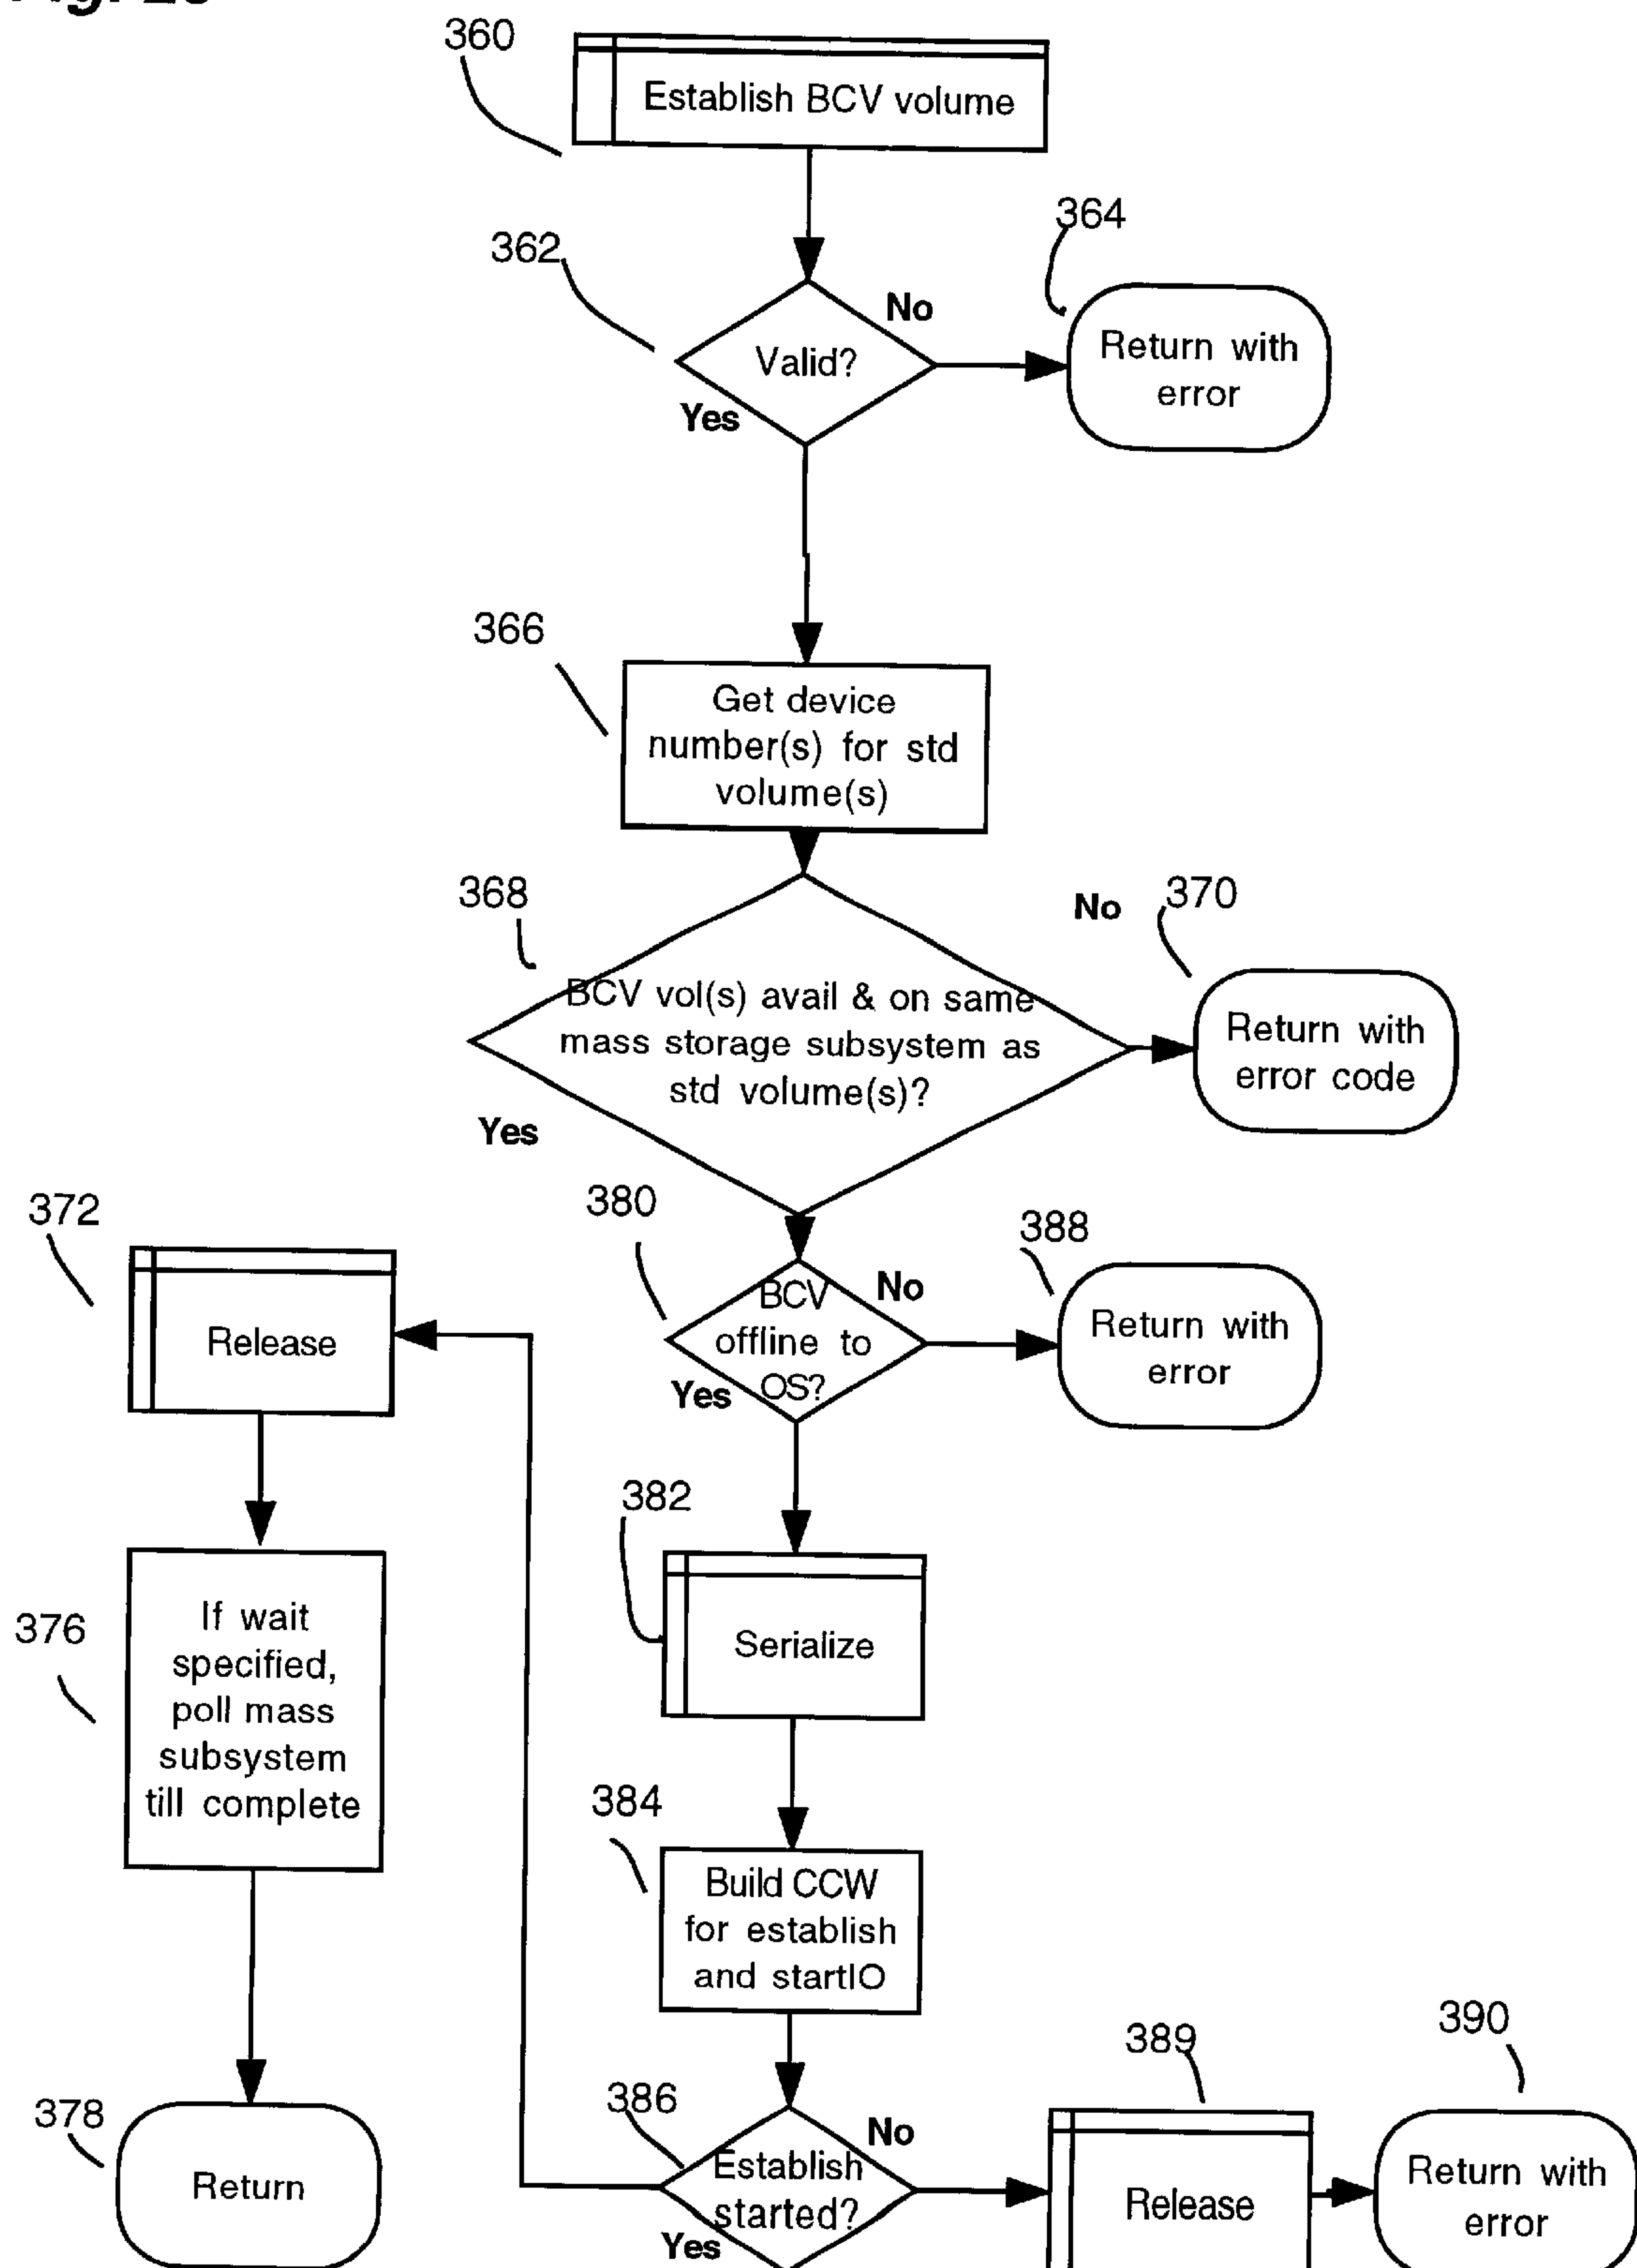 360
Establish BCV volume
364
362
No
Valid?
Return with
error
Yes
366
Get device
number(s) for std
volume(s)
368
No
370
BCV vol(s) avail & on same
mass storage subsystem as
std volume(s)?
Return with
error code
Yes
380
372
388
BCV
offline to
OS?
No
Return with
error
Release
Yes
382
Serialize
376
If wait
specified,
poll mass
subsystem
till complete
384
Build CCW
for establish
and startIO
389
390
386
378
No
Establish
started?
Return
Release
Return with
error
Yes